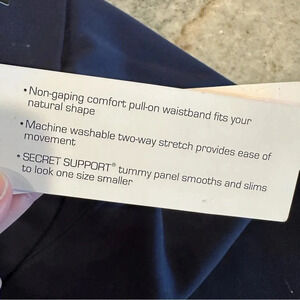 • Non-gaping comfort pull-on waistband fits your
natural shape
• Machine washable two-way stretch provides ease of
movement
• SECRET SUPPORT® tummy panel smooths and slims
to look one size smaller